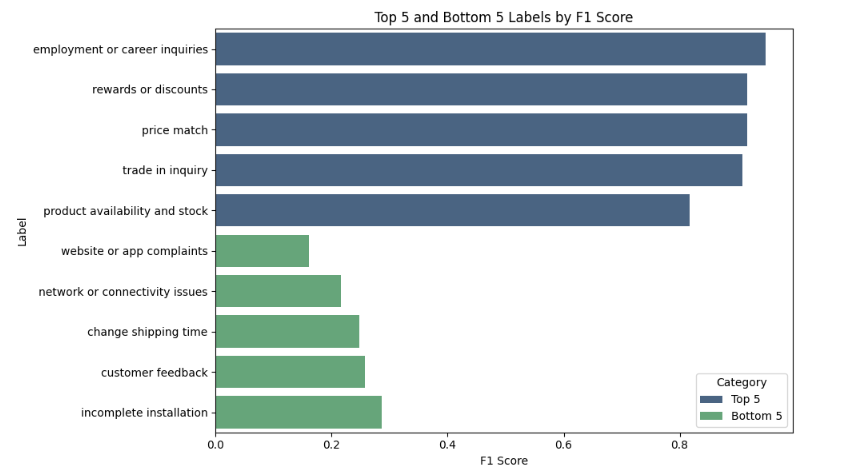 Top 5 and Bottom 5 Labels by F1 Score
employment or career inquiries
rewards or discounts
price match
trade in inquiry
product availability and stock
website or app complaints
network or connectivity issues
change shipping time
customer feedback
incomplete installation
Label
Category
Top 5
Bottom 5
0.0 0.2 0.4 0.6 0.8
F1 Score